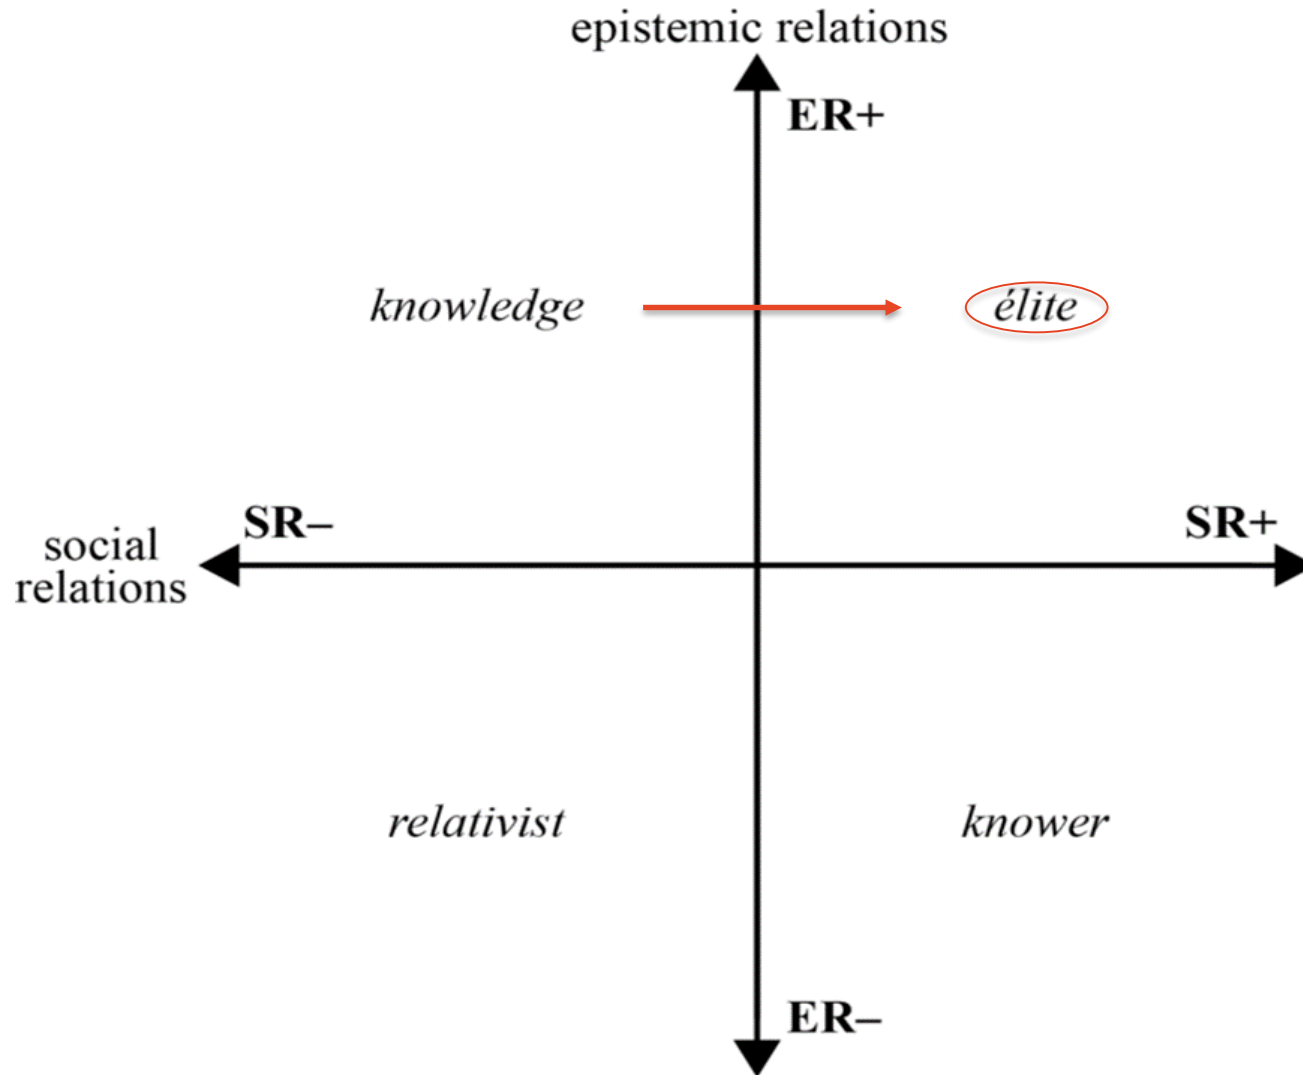 epistemic relations
ER+
knowledge
élite
SR–
SR+
social
relations
relativist
knower
ER–